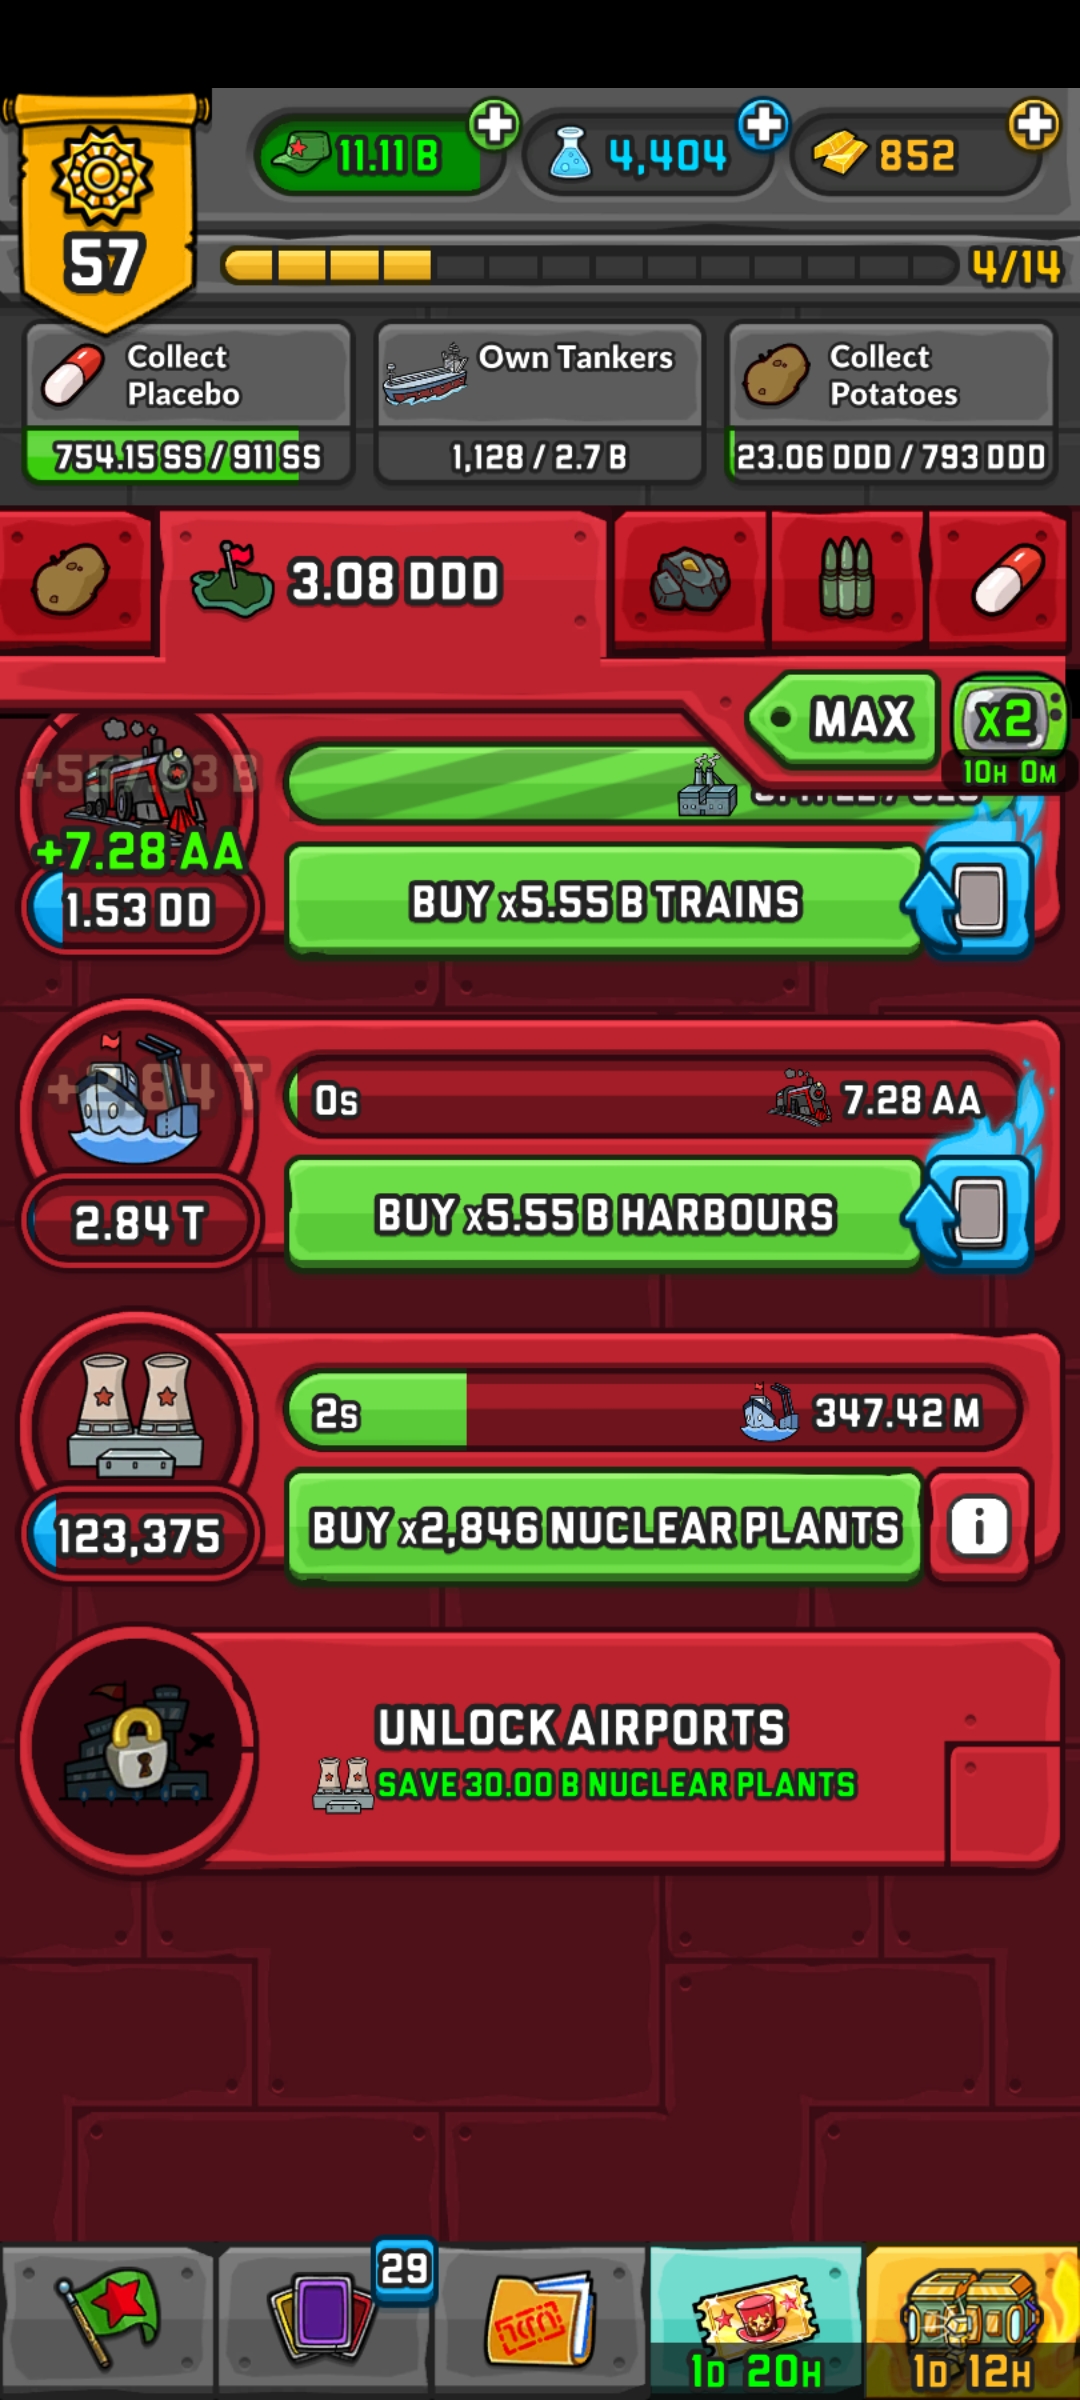 11.11 B
4,404
852
57
4/14
Collect
Placebo
754.15 SS / 911 SS
Own Tankers
1,128 / 2.7 B
Collect
Potatoes
23.06 DDD / 793 DDD
3.08 DDD
MAX
x2
10H 0M
+7.28 AA
1.53 DD
BUY x5.55 B TRAINS
+2.84 T
2.84 T
0s
7.28 AA
BUY x5.55 B HARBOURS
123,375
2s
347.42 M
BUY x2,846 NUCLEAR PLANTS
i
UNLOCK AIRPORTS
SAVE 30.00 B NUCLEAR PLANTS
29
1D 20H
1D 12H